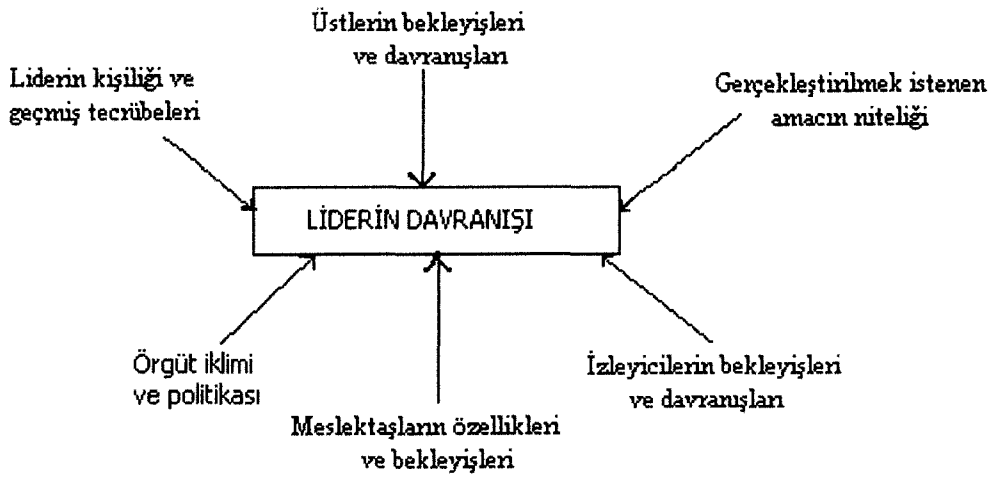 Üstlerin bekleyişleri
ve davranışları
Liderin kişiliği ve
geçmiş tecrübeleri
Gerçekleştirilmek istenen
amacın niteliği
LİDERİN DAVRANIŞI
Örgüt iklimi
ve politikası
İzleyicilerin bekleyişleri
ve davranışları
Meslektaşların özellikleri
ve bekleyişleri